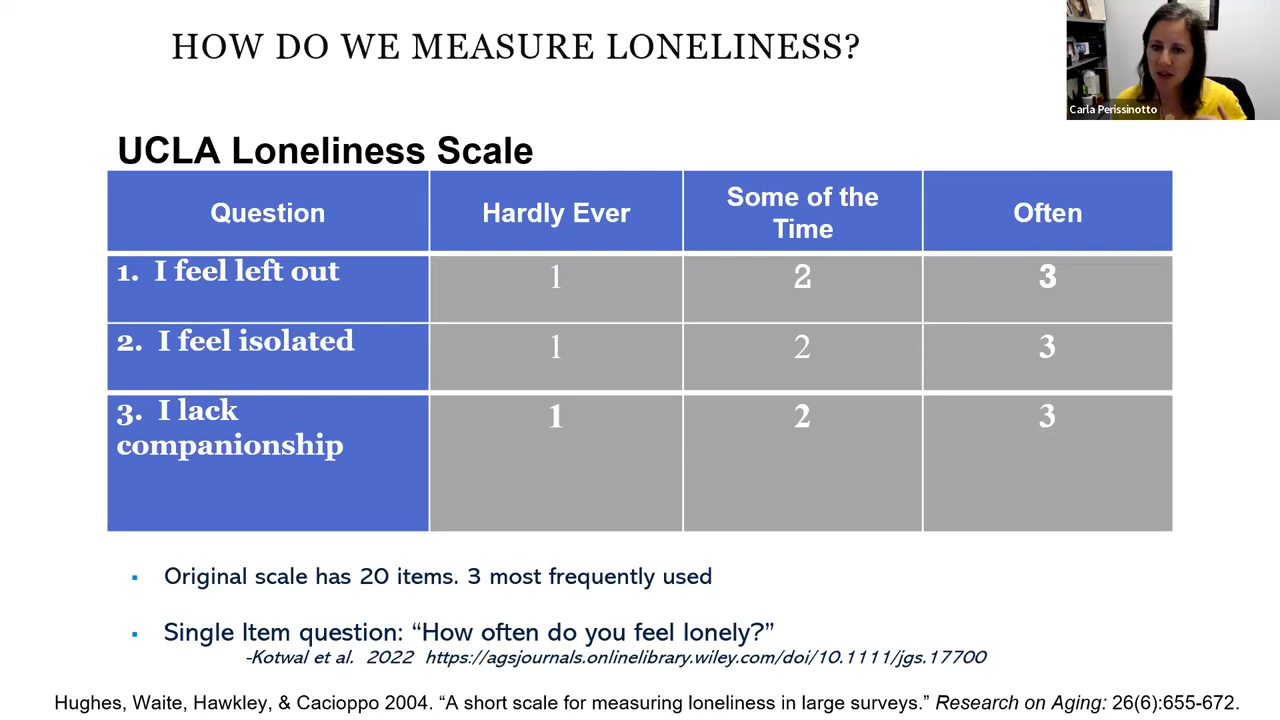 HOW DO WE MEASURE LONELINESS?
Carla Perissinotto
UCLA Loneliness Scale
Question Hardly Ever Some of the Time Often
1. I feel left out 1 2 3
2. I feel isolated 1 2 3
3. I lack companionship 1 2 3
▪ Original scale has 20 items. 3 most frequently used
▪ Single Item question: “How often do you feel lonely?”
-Kotwal et al. 2022 https://agsjournals.onlinelibrary.wiley.com/doi/10.1111/jgs.17700
Hughes, Waite, Hawkley, & Cacioppo 2004. “A short scale for measuring loneliness in large surveys.” Research on Aging: 26(6):655-672.